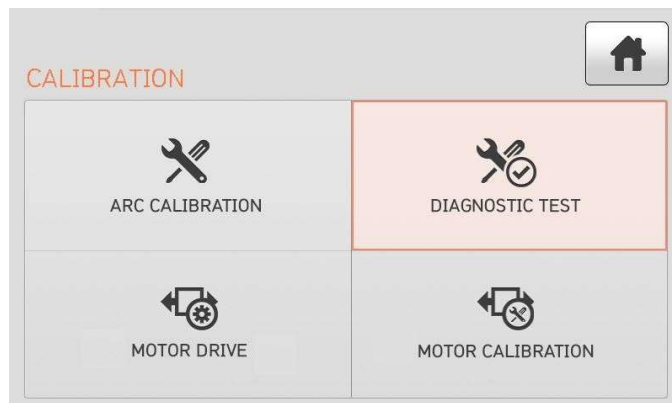 CALIBRATION
ARC CALIBRATION
DIAGNOSTIC TEST
MOTOR DRIVE
MOTOR CALIBRATION